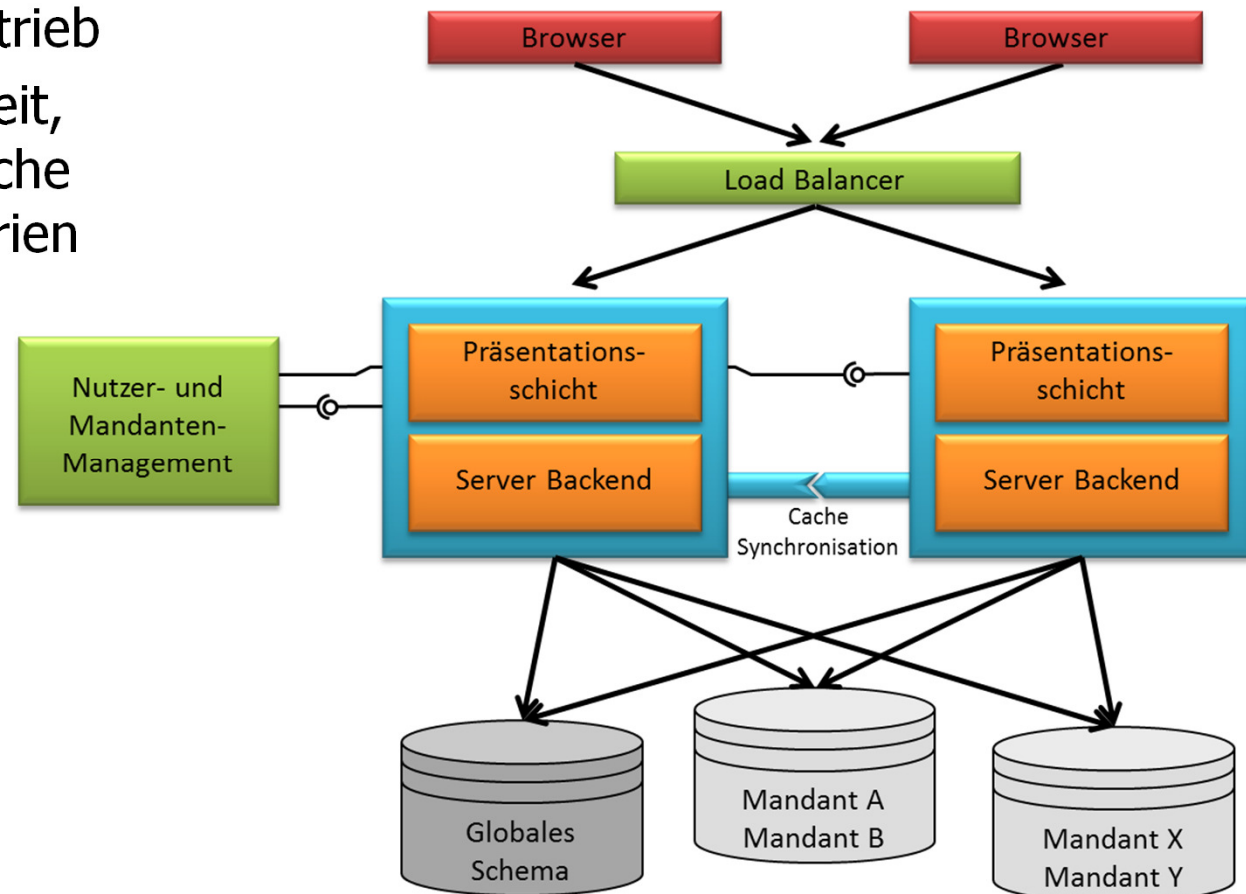 trieb
eit,
che
rien
Browser
Browser
Load Balancer
Präsentations-
schicht
Server Backend
Präsentations-
schicht
Server Backend
Nutzer- und
Mandanten-
Management
Cache
Synchronisation
Globales
Schema
Mandant A
Mandant B
Mandant X
Mandant Y